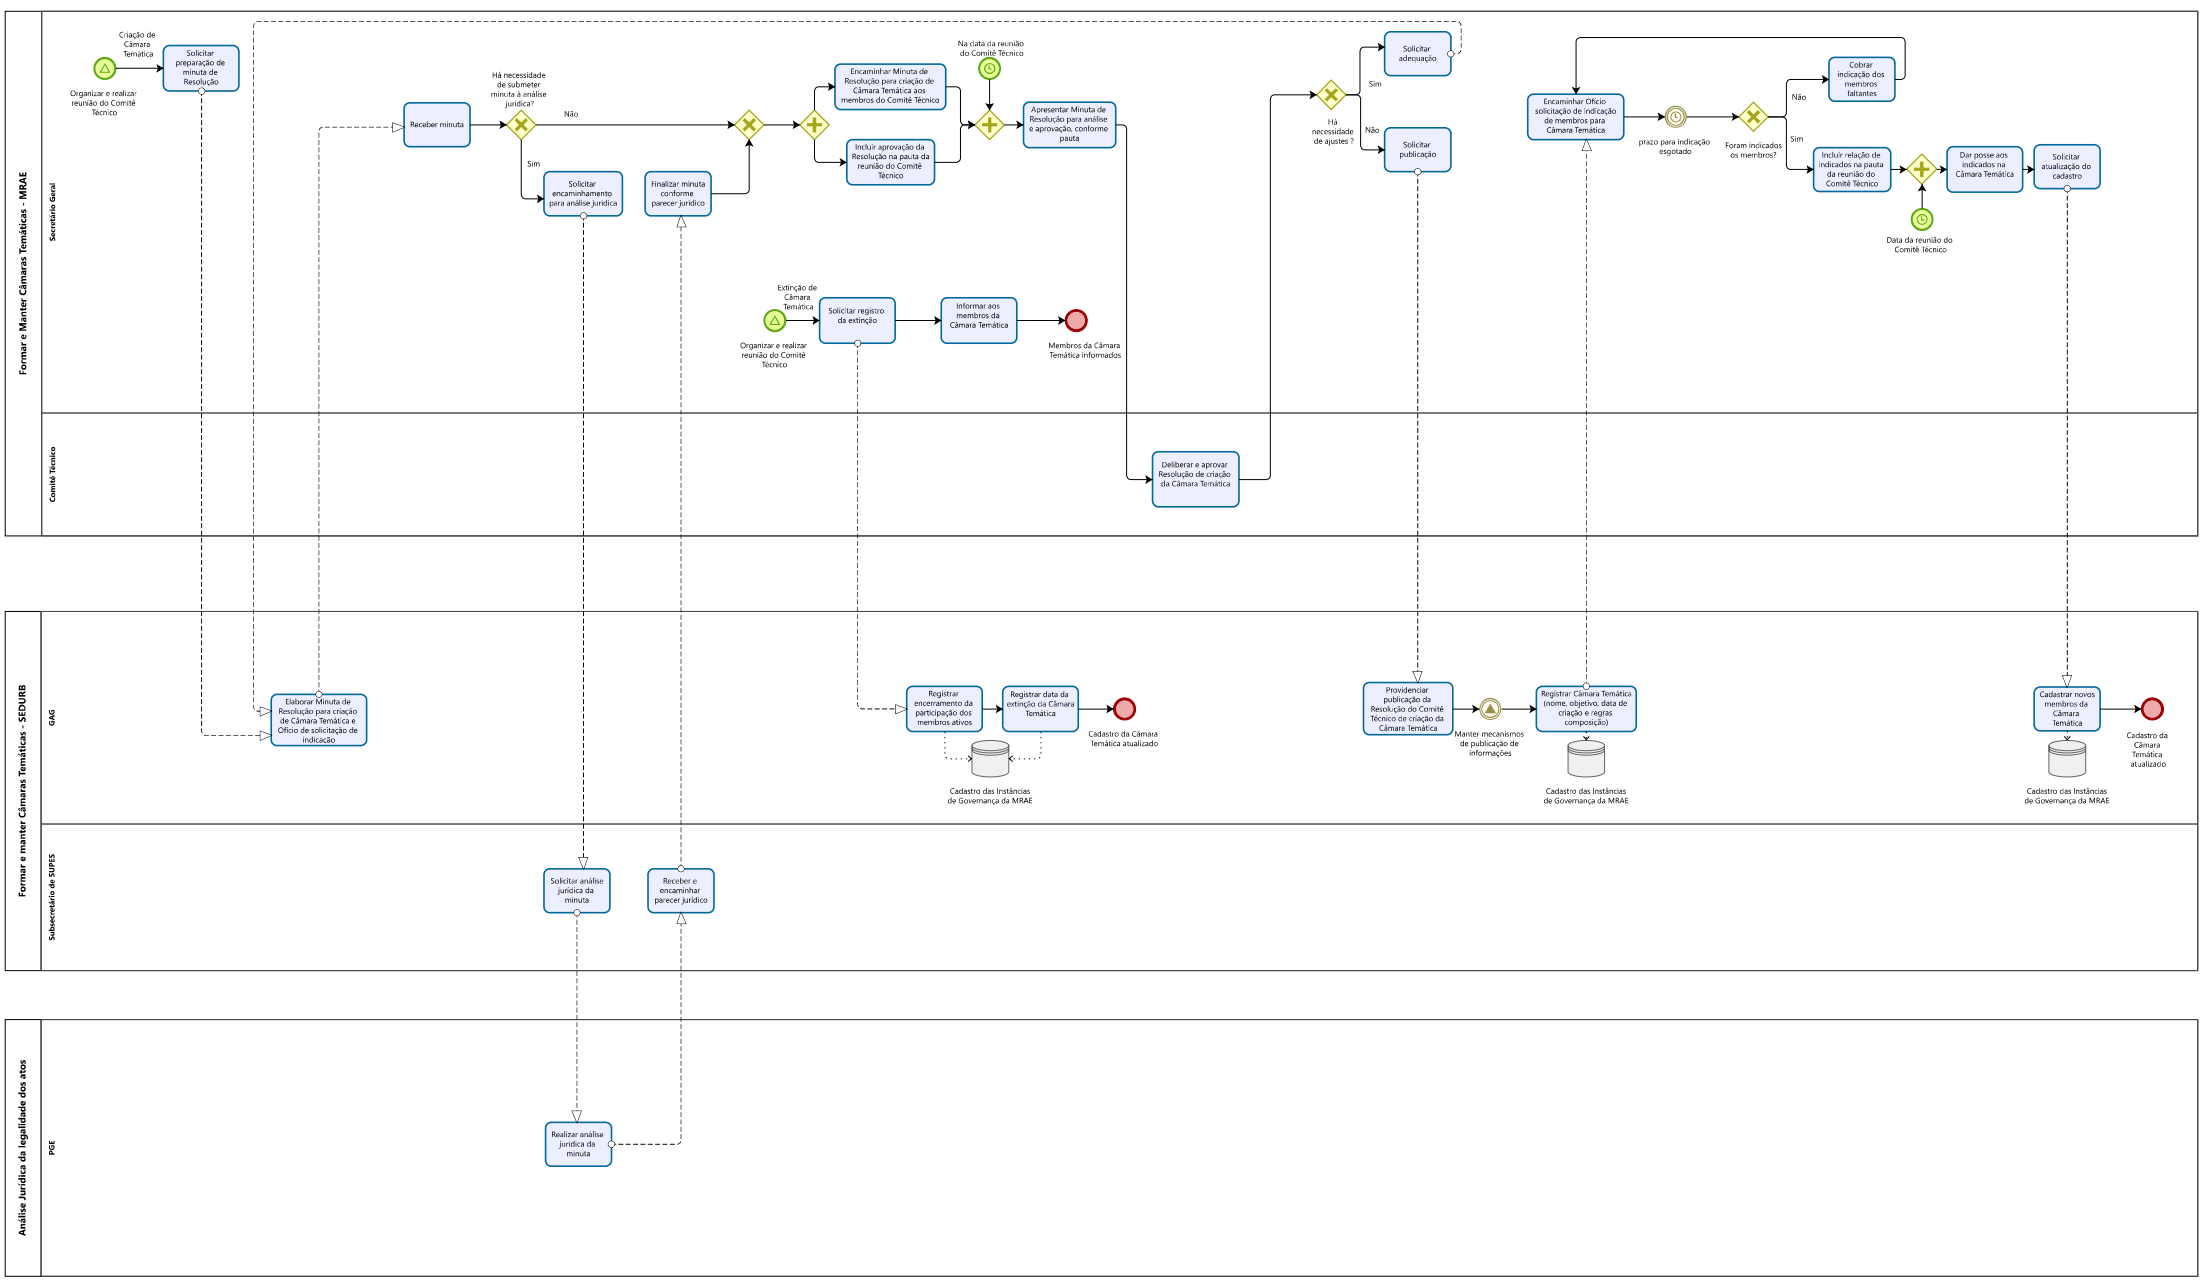 Formar e Manter Câmaras Temáticas - MRAE
Secretário Geral
Criação de
Câmara
Temática
Organizar e realizar
reunião do Comitê
Técnico
Solicitar
preparação de
minuta de
Resolução
Receber minuta
Há necessidade
de submeter
minuta à análise
jurídica?
Não
Sim
Solicitar
encaminhamento
para análise jurídica
Finalizar minuta
conforme
parecer jurídico
Encaminhar Minuta de
Resolução para criação de
Câmara Temática aos
membros do Comitê Técnico
Incluir aprovação da
Resolução na pauta da
reunião do Comitê
Técnico
Na data da reunião
do Comitê Técnico
Apresentar Minuta de
Resolução para análise
e aprovação, conforme
pauta
Há
necessidade
de ajustes ?
Sim
Não
Solicitar
adequação
Solicitar
publicação
Encaminhar Ofício
solicitação de indicação
de membros para
Câmara Temática
prazo para indicação
esgotado
Foram indicados
os membros?
Não
Sim
Cobrar
indicação dos
membros
faltantes
Incluir relação de
indicados na pauta
da reunião do
Comitê Técnico
Data da reunião do
Comitê Técnico
Dar posse aos
indicados na
Câmara Temática
Solicitar
atualização do
cadastro
Extinção de
Câmara
Temática
Organizar e realizar
reunião do Comitê
Técnico
Solicitar registro
da extinção
Informar aos
membros da
Câmara Temática
Membros da Câmara
Temática informados
Comitê Técnico
Deliberar e aprovar
Resolução de criação
da Câmara Temática
Formar e manter Câmaras Temáticas - SEDURB
GAG
Elaborar Minuta de
Resolução para criação
de Câmara Temática e
Ofício de solicitação de
indicação
Registrar
encerramento da
participação dos
membros ativos
Registrar data da
extinção da Câmara
Temática
Cadastro da Câmara
Temática atualizado
Cadastro das Instâncias
de Governança da MRAE
Providenciar
publicação da
Resolução do Comitê
Técnico de criação da
Câmara Temática
Manter mecanismos
de publicação de
informações
Registrar Câmara Temática
(nome, objetivo, data de
criação e regras
composição)
Cadastro das Instâncias
de Governança da MRAE
Cadastrar novos
membros da
Câmara
Temática
Cadastro da
Câmara
Temática
atualizado
Cadastro das Instâncias
de Governança da MRAE
Subsecretário de SUPES
Solicitar análise
jurídica da
minuta
Receber e
encaminhar
parecer jurídico
Análise Jurídica da legalidade dos atos
PGE
Realizar análise
jurídica da
minuta